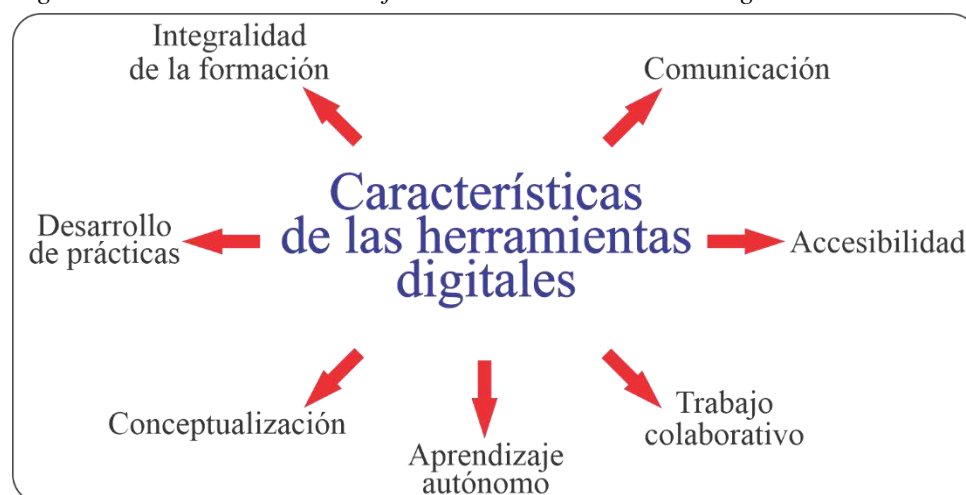 Integralidad
de la formación
Comunicación
Características
de las herramientas
digitales
Desarrollo
de prácticas
Accesibilidad
Conceptualización
Aprendizaje
autónomo
Trabajo
colaborativo